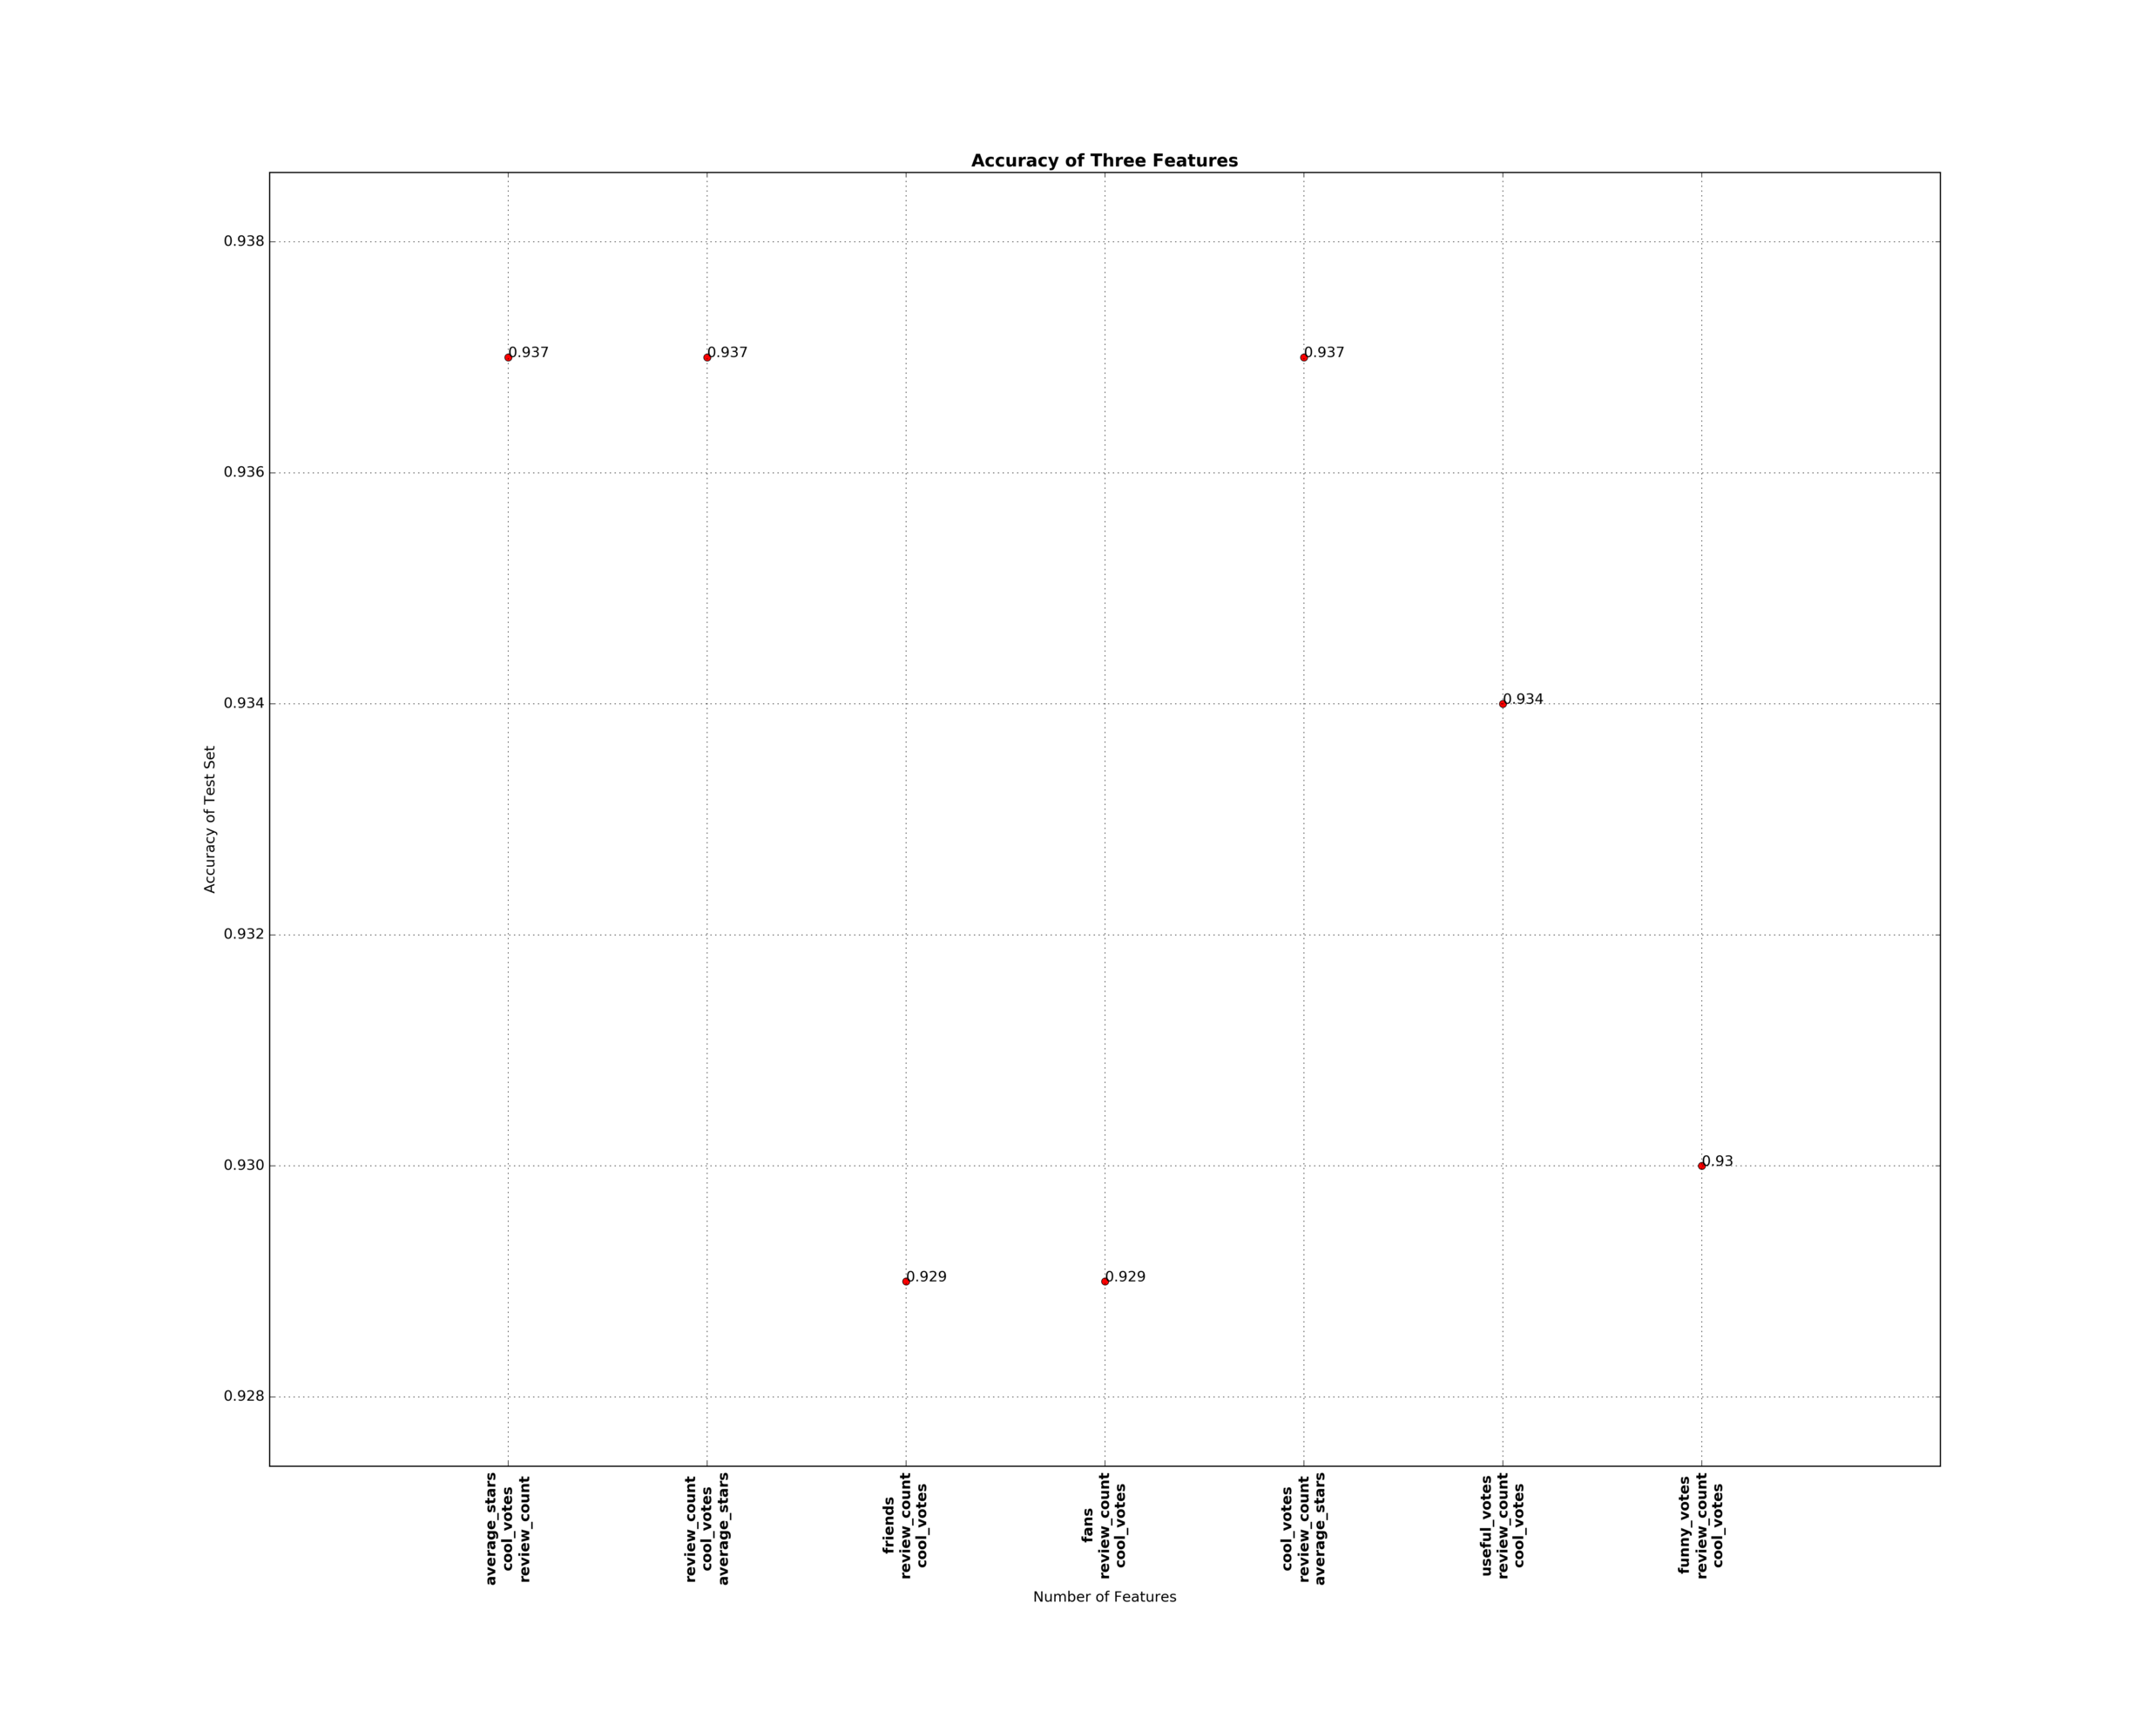 Accuracy of Three Features
0.938
0.936
0.934
0.932
0.930
0.928
Accuracy of Test Set
0.937
0.937
0.929
0.929
0.937
0.934
0.93
average_stars
cool_votes
review_count
review_count
cool_votes
average_stars
friends
review_count
cool_votes
fans
review_count
cool_votes
cool_votes
review_count
average_stars
useful_votes
review_count
cool_votes
funny_votes
review_count
cool_votes
Number of Features